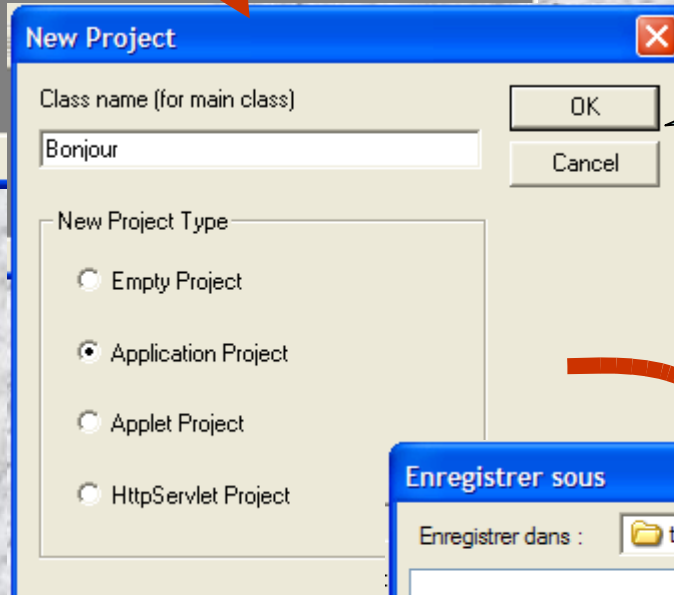 New Project
Class name (for main class)
OK
Bonjour
Cancel
New Project Type
Empty Project
Application Project
Applet Project
HttpServlet Project
Enregistrer sous
Enregistrer dans :